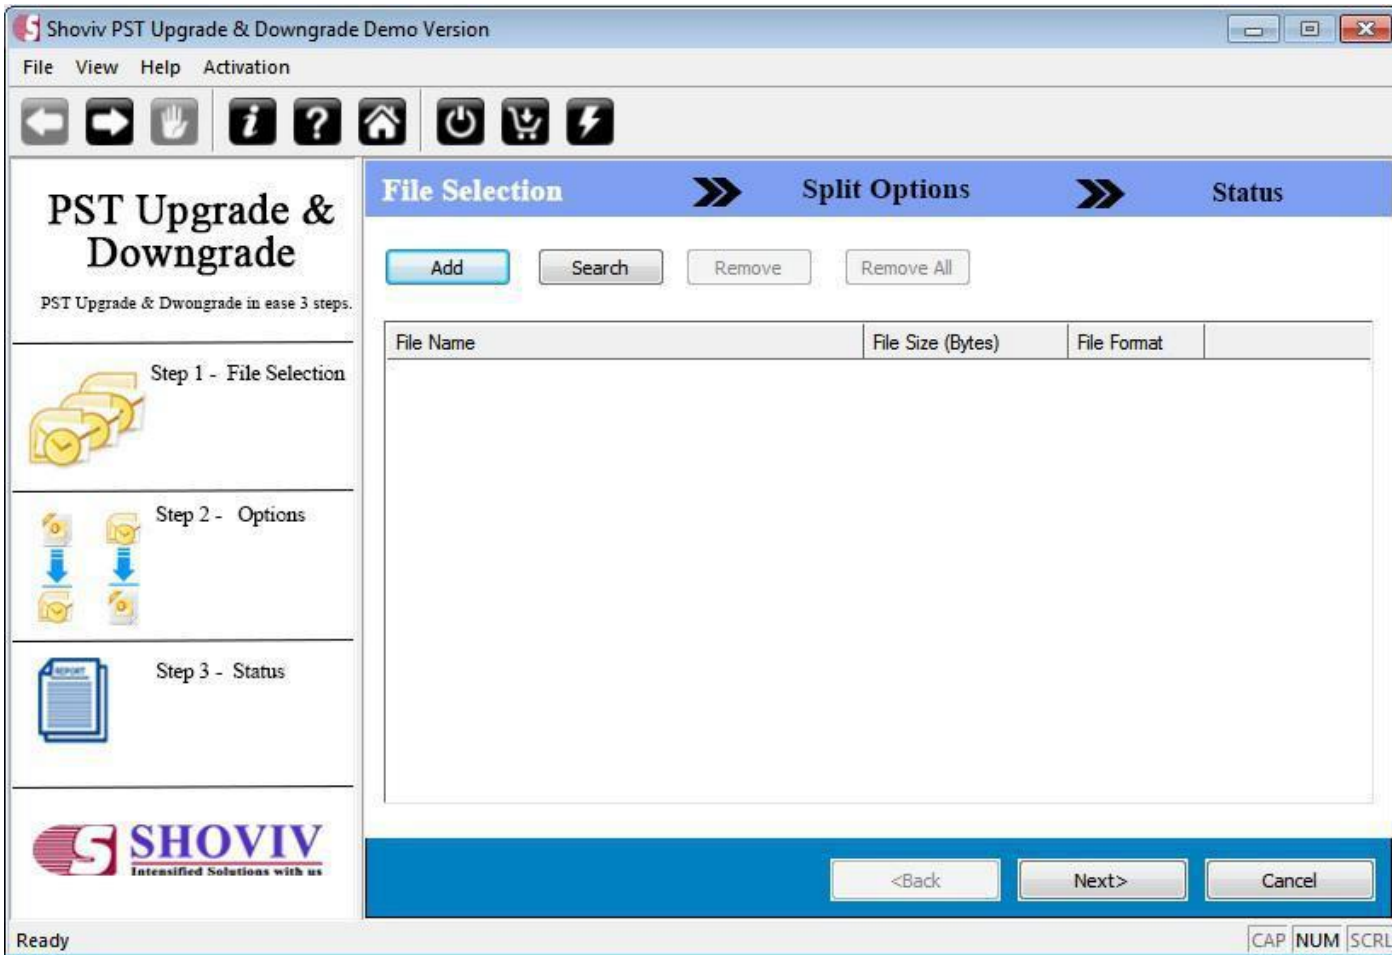 Shoviv PST Upgrade & Downgrade Demo Version
File View Help Activation
PST Upgrade &
Downgrade
PST Upgrade & Dwongrade in ease 3 steps.
Step 1 - File Selection
Step 2 - Options
Step 3 - Status
REPORT
SHOVIV
Intensified Solutions with us
File Selection Split Options Status
Add Search Remove Remove All
File Name File Size (Bytes) File Format
<Back Next> Cancel
Ready CAP NUM SCRL